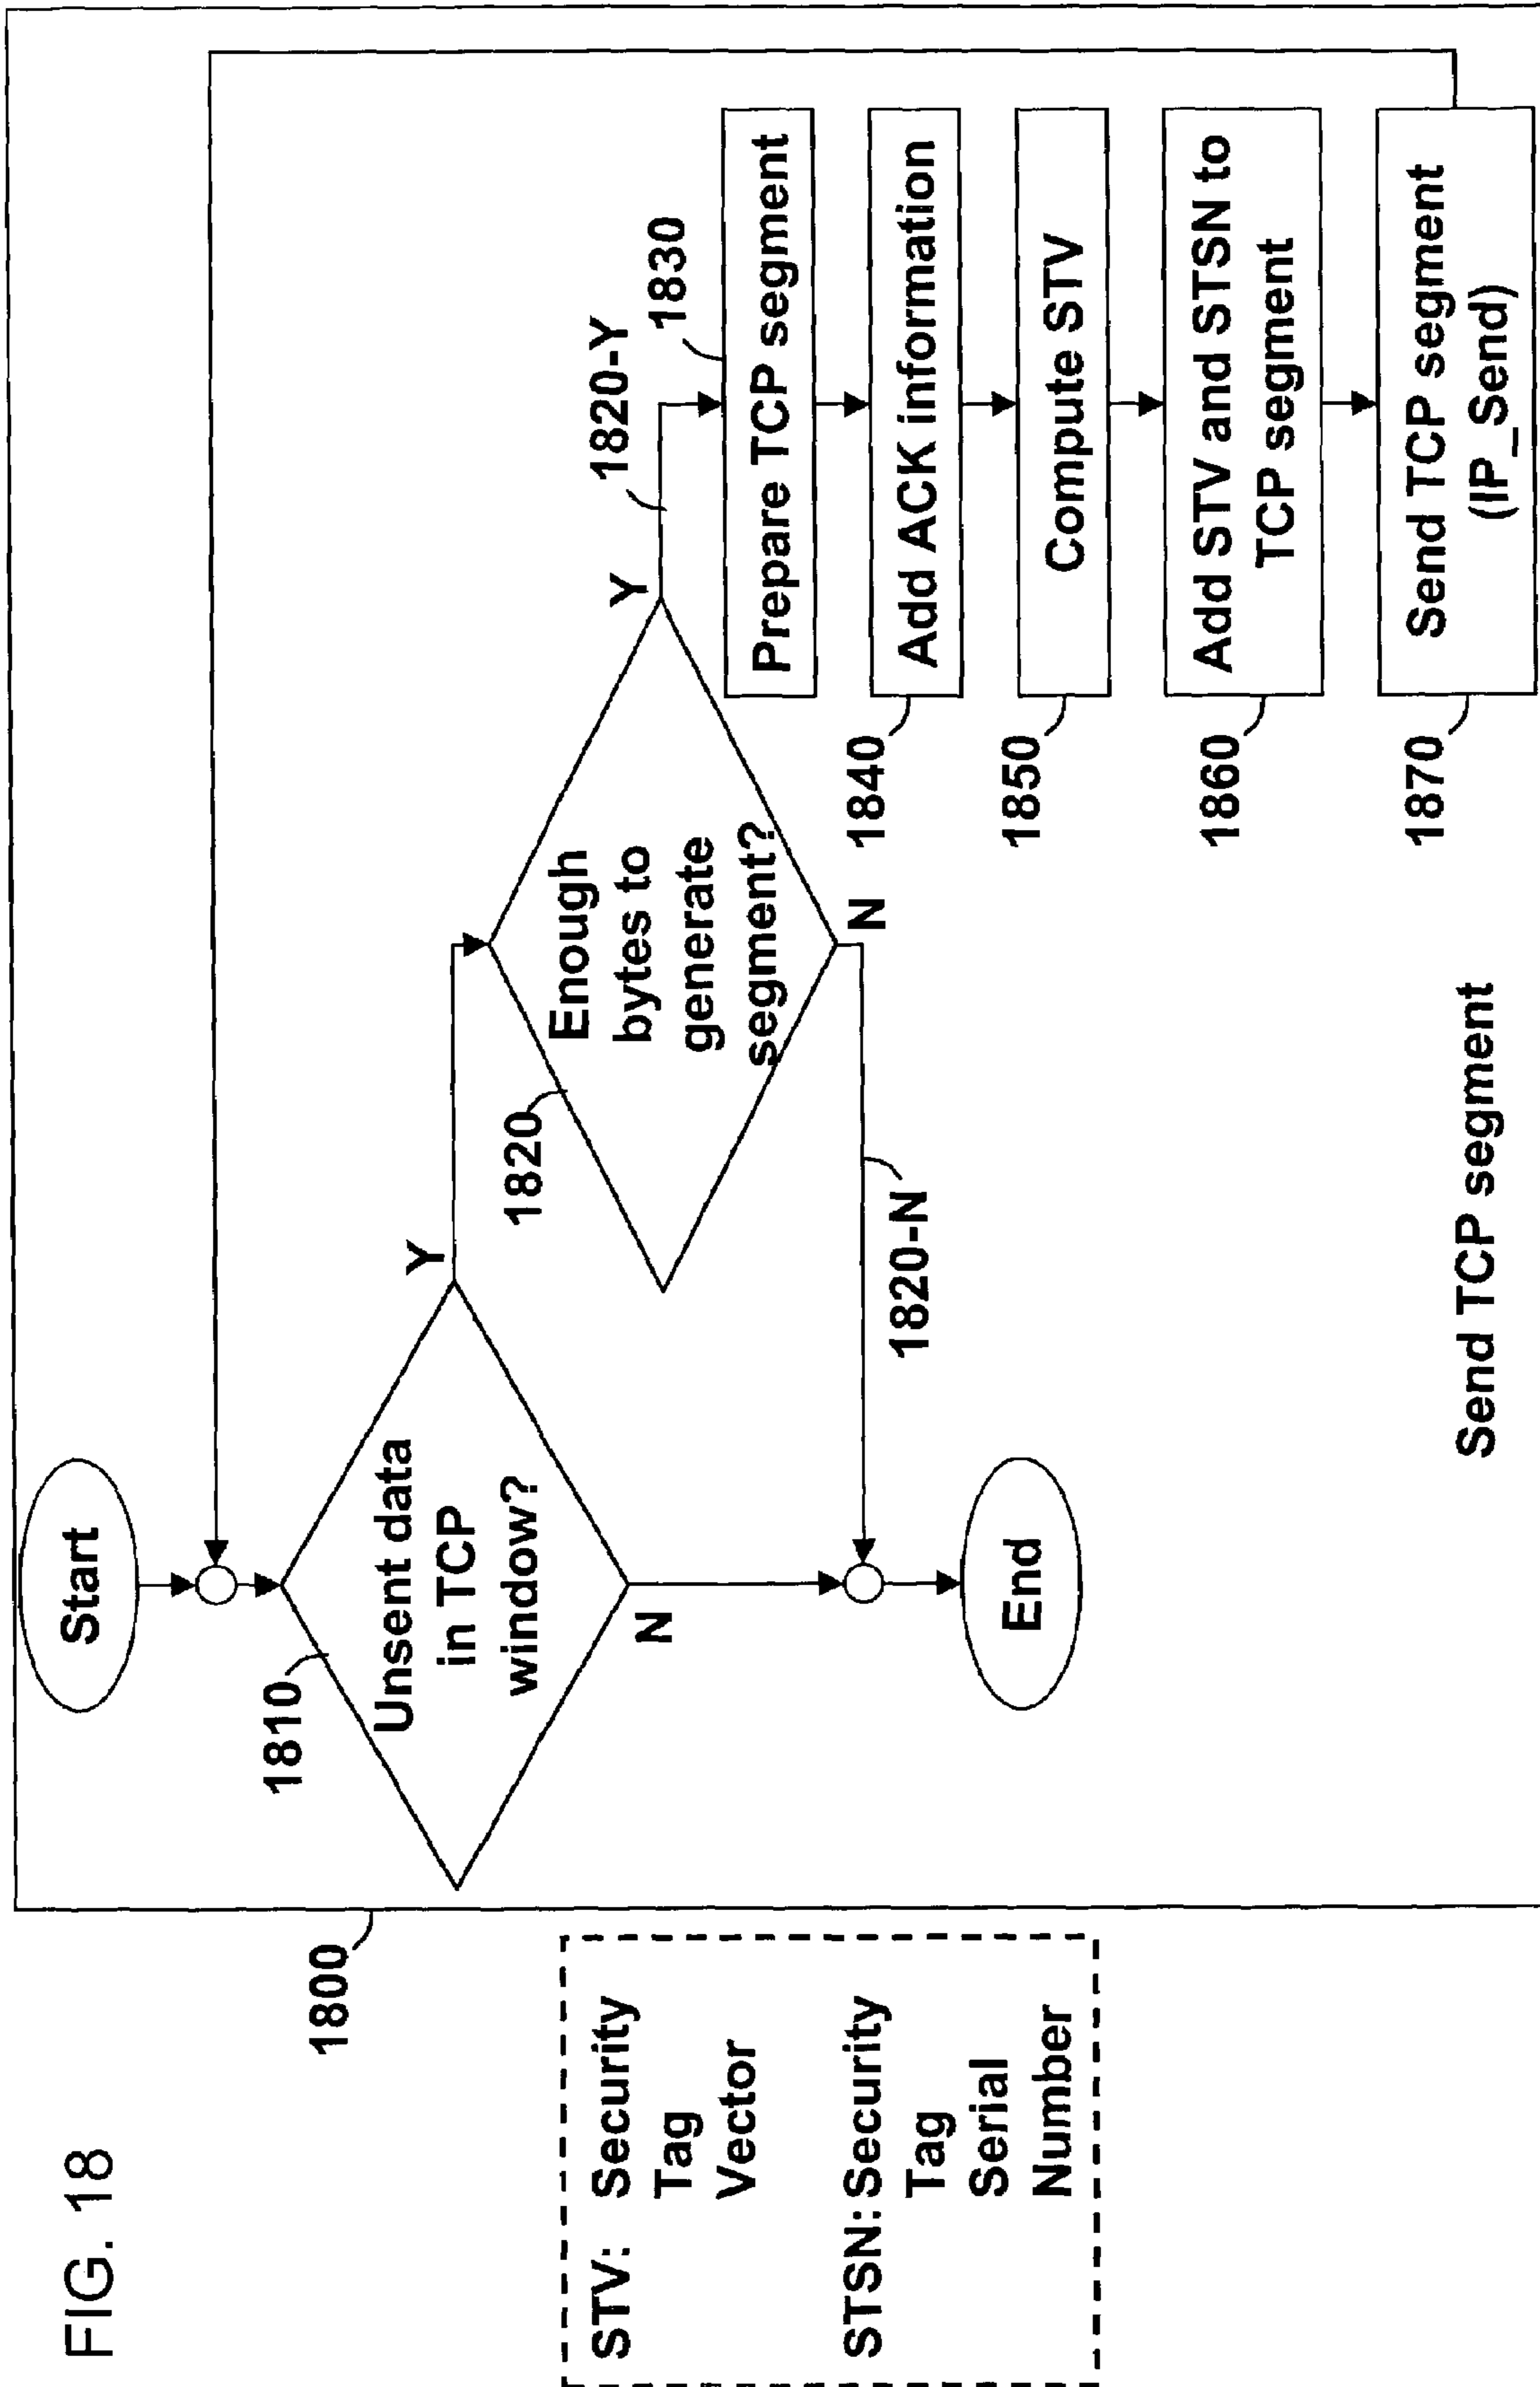 FIG. 18
1800
Start
1810
Unsent data
in TCP
window?
Y
N
1820
Enough
bytes to
generate
segment?
Y
N
1820-Y
1820-N
1830
Prepare TCP segment
1840
Add ACK information
1850
Compute STV
1860
Add STV and STSN to
TCP segment
1870
Send TCP segment
(IP_Send)
End
Send TCP segment
STV: Security
Tag
Vector
STSN:Security
Tag
Serial
Number